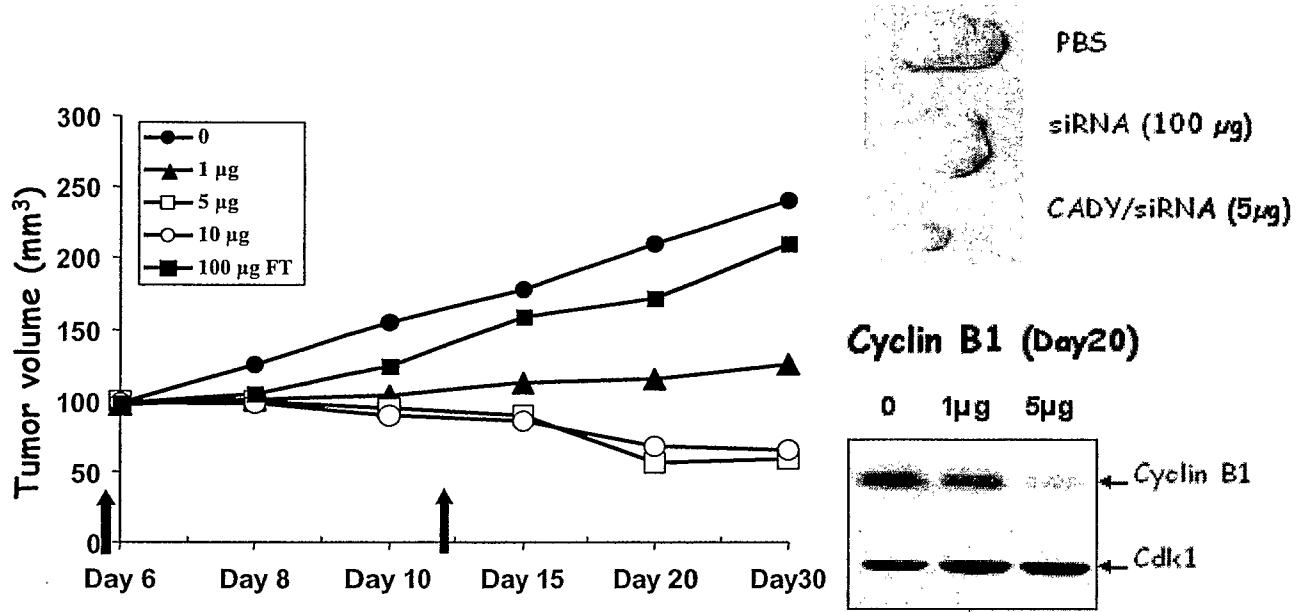 Tumor volume (mm³)
300
250
200
150
100
50
0
0
1 µg
5 µg
10 µg
100 µg FT
Day 6
Day 8
Day 10
Day 15
Day 20
Day30
PBS
siRNA (100 µg)
CADY/siRNA (5µg)
Cyclin B1 (Day20)
0 1µg 5µg
Cyclin B1
Cdk1